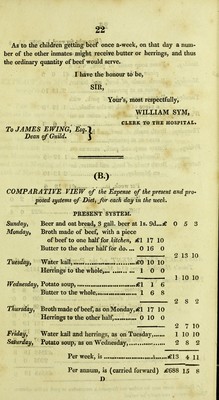 22
As to the children getting beef once a-week, on that day a num-
ber of the other inmates might receive butter or herrings, and thus
the ordinary quantity of beef would serve.
I have the honour to be,
SIR,
Your's, most respectfully,
WILLIAM SYM,
CLERK TO THE HOSPITAL.
To JAMES EWING, Esq. }
Dean of Guild.
(B.)
COMPARATIVE VIEW of the Expense of the present and pro-
posed systems of Diet, for each day in the week.
PRESENT SYSTEM.
Sunday, Beer and oat bread, 3 gall. beer at 1s. 9d...£ 0 5 3
Monday, Broth made of beef, with a piece
of beef to one half for kitchen, £1 17 10
Butter to the other half for do. ... 0 16 0
2 13 10
Tuesday, Water kail,..............£0 10 10
Herrings to the whole,.............. 1 0 0
1 10 10
Wednesday, Potato soup,..............£1 1 6
Butter to the whole,.............. 1 6 8
2 8 2
Thursday, Broth made of beef, as on Monday, £1 17 10
Herrings to the other half,.......... 0 10 0
2 7 10
Friday, Water kail and herrings, as on Tuesday,...... 1 10 10
Saturday, Potato soup, as on Wednesday,.............. 2 8 2
Per week, is ..............£13 4 11
Per annum, is (carried forward) £688 15 8
D